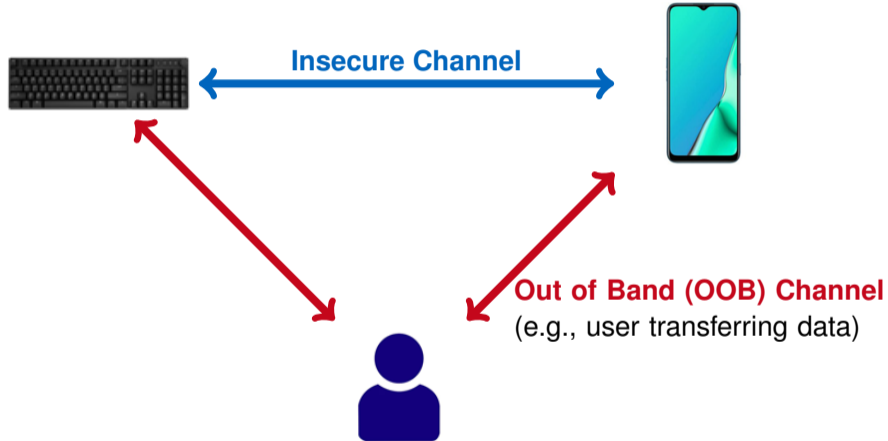 Insecure Channel
Out of Band (OOB) Channel
(e.g., user transferring data)